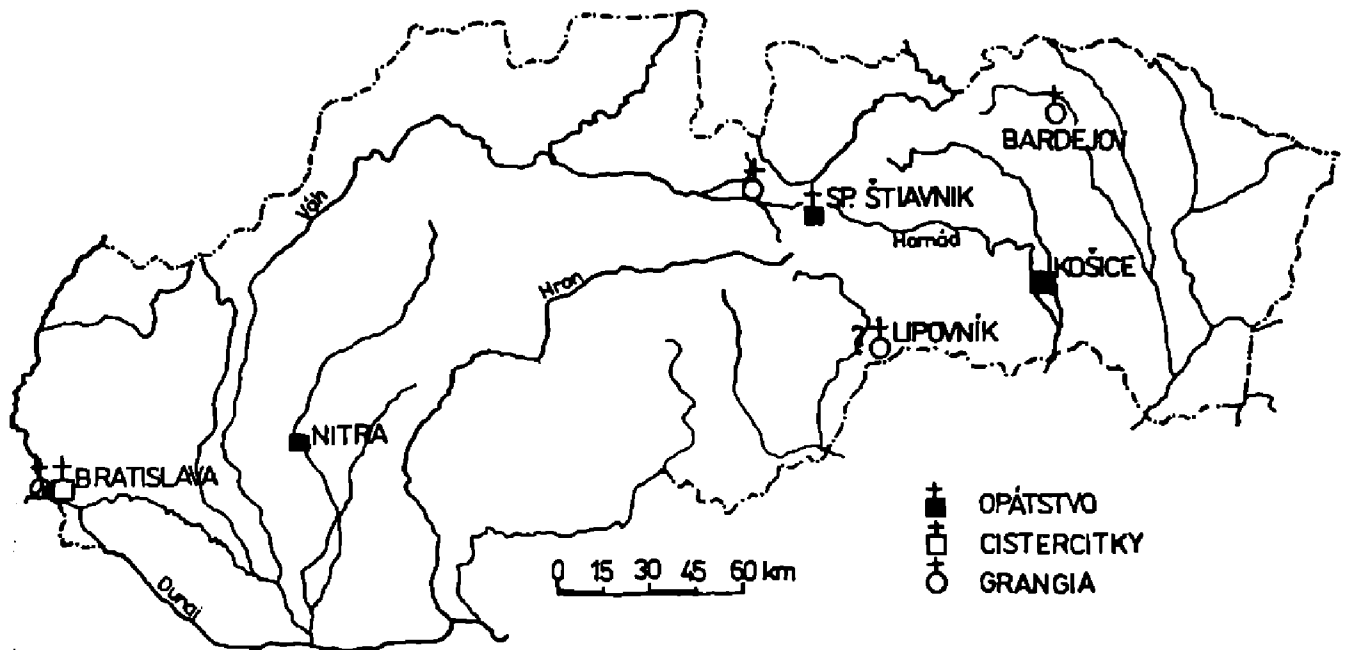 BARDEJOV
SP. ŠTIAVNIK
Váh
Hornád
KOŠICE
Hron
LIPOVNÍK
?
NITRA
BRATISLAVA
Dunaj
0 15 30 45 60 km
OPÁTSTVO
CISTERCITKY
GRANGIA